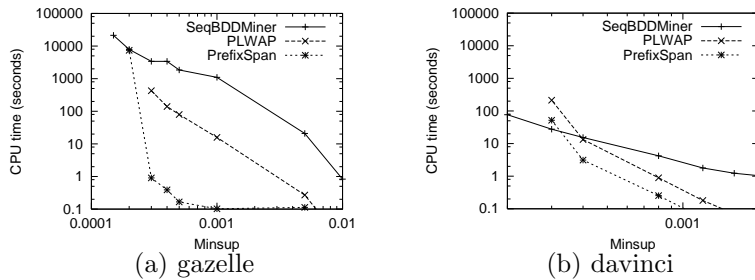 SeqBDDMiner
PLWAP
PrefixSpan
CPU time (seconds)
100000
10000
1000
100
10
1
0.1
0.0001
0.001
0.01
Minsup
(a) gazelle
SeqBDDMiner
PLWAP
PrefixSpan
CPU time (seconds)
100000
10000
1000
100
10
1
0.1
0.001
Minsup
(b) davinci